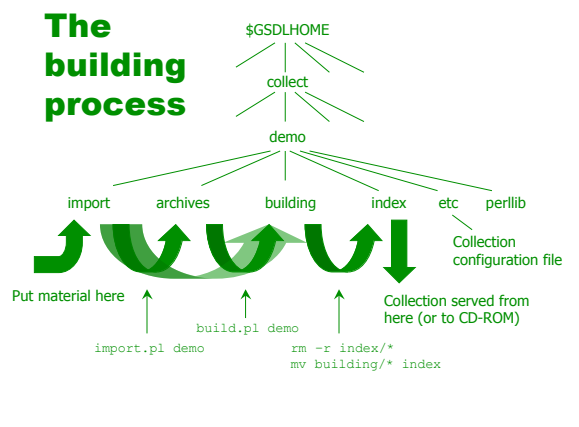 The
building
process
$GSDLHOME
collect
demo
import archives building index etc perllib
Collection
configuration file
Put material here
Collection served from
here (or to CD-ROM)
build.pl demo
import.pl demo
rm -r index/*
mv building/* index